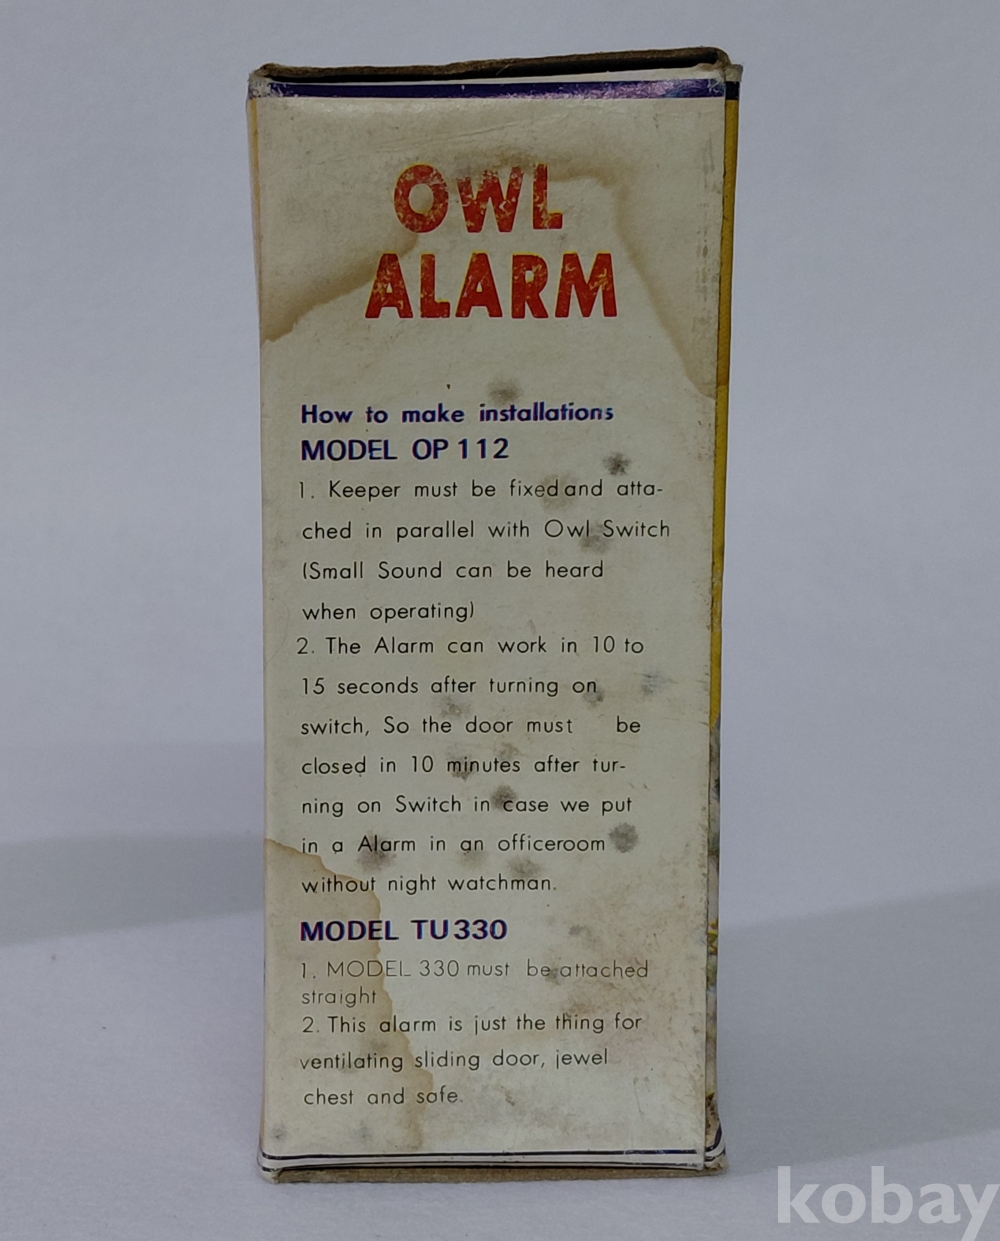 OWL
ALARM
How to make installations
MODEL OP 112
1. Keeper must be fixed and atta-
ched in parallel with Owl Switch
(Small Sound can be heard
when operating)
2. The Alarm can work in 10 to
15 seconds after turning on
switch, So the door must be
closed in 10 minutes after tur-
ning on Switch in case we put
in a Alarm in an officeroom
without night watchman.
MODEL TU330
1. MODEL 330 must be attached
straight
2. This alarm is just the thing for
ventilating sliding door, jewel
chest and safe.
kobay